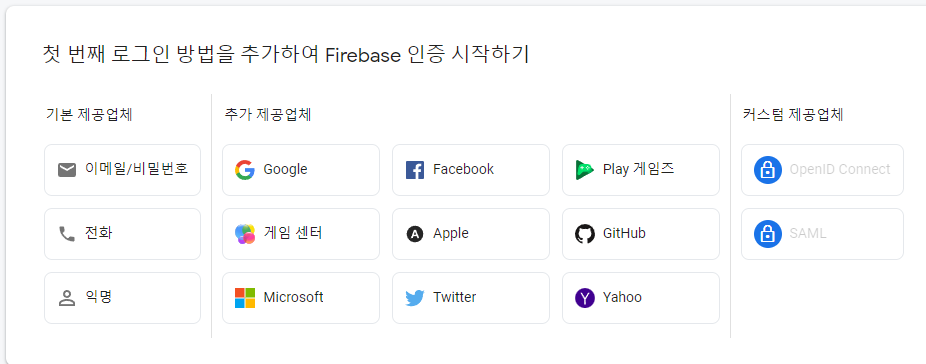 첫 번째 로그인 방법을 추가하여 Firebase 인증 시작하기
기본 제공업체
이메일/비밀번호
전화
익명
추가 제공업체
Google
Facebook
Play 게임즈
게임 센터
Apple
GitHub
Microsoft
Twitter
Yahoo
커스텀 제공업체
OpenID Connect
SAML